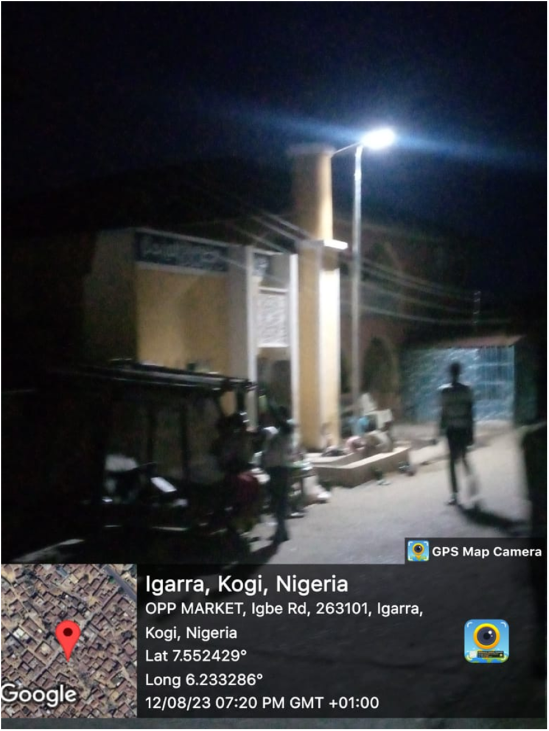 GPS Map Camera
Igarra, Kogi, Nigeria
OPP MARKET, Igbe Rd, 263101, Igarra,
Kogi, Nigeria
Lat 7.552429°
Long 6.233286°
12/08/23 07:20 PM GMT +01:00
Google